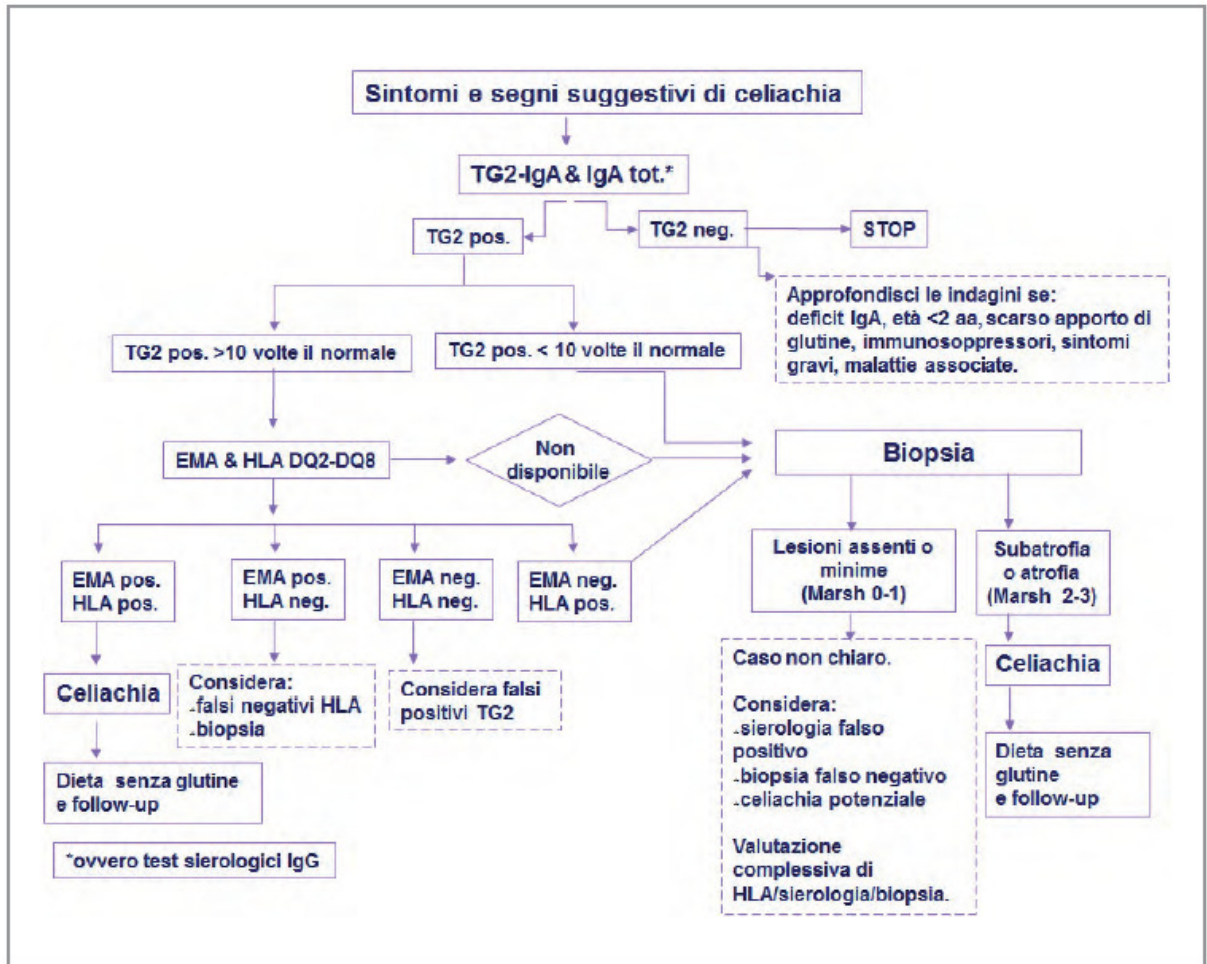 Sintomi e segni suggestivi di celiachia
TG2-IgA & IgA tot.*
TG2 pos.
TG2 neg.
STOP
Approfondisci le indagini se:
deficit IgA, età <2 aa, scarso apporto di
glutine, immunosoppressori, sintomi
gravi, malattie associate.
TG2 pos. >10 volte il normale
TG2 pos. < 10 volte il normale
EMA & HLA DQ2-DQ8
Non
disponibile
Biopsia
EMA pos.
HLA pos.
EMA pos.
HLA neg.
EMA neg.
HLA neg.
EMA neg.
HLA pos.
Lesioni assenti o
minime
(Marsh 0-1)
Subatrofia
o atrofia
(Marsh 2-3)
Celiachia
Considera:
-falsi negativi HLA
-biopsia
Considera falsi
positivi TG2
Caso non chiaro.
Considera:
-sierologia falso
positivo
-biopsia falso negativo
-celiachia potenziale
Valutazione
complessiva di
HLA/sierologia/biopsia.
Celiachia
Dieta senza glutine
e follow-up
Dieta senza
glutine
e follow-up
*ovvero test sierologici IgG